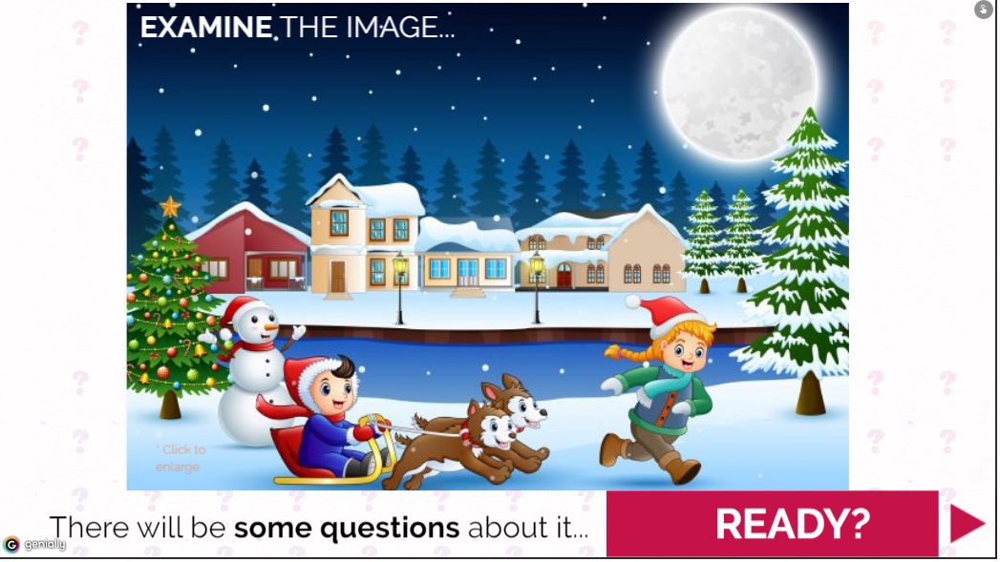 EXAMINE THE IMAGE...
* Click to
enlarge
There will be some questions about it...
READY?
genially